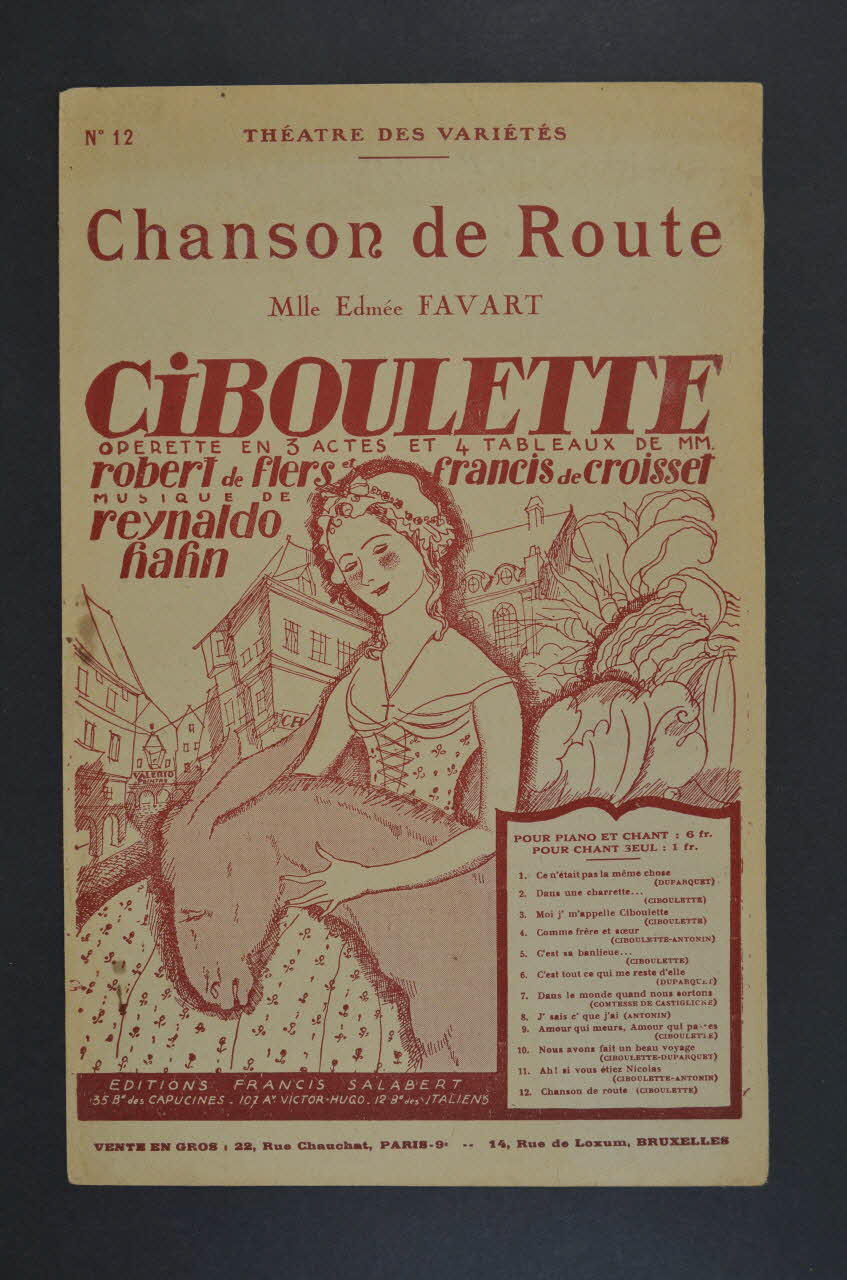 N° 12
THÉATRE DES VARIÉTÉS
Chanson de Route
Mlle Edmée FAVART
CiBOULETTE
OPERETTE EN 3 ACTES ET 4 TABLEAUX DE MM.
robert de flers et francis de croisset
MUSIQUE DE
reynaldo
hahn
CH
VALERIO
POUR PIANO ET CHANT : 6 fr.
POUR CHANT SEUL : 1 fr.
1. Ce n'était pas la même chose
(DUPARQUET)
2. Dans une charrette...
(CIBOULETTE)
3. Moi j' m'appelle Ciboulette
(CIBOULETTE)
4. Comme frère et sœur
(CIBOULETTE-ANTONIN)
5. C'est sa banlieue...
(CIBOULETTE)
6. C'est tout ce qui me reste d'elle
(DUPARQUET)
7. Dans le monde quand nous sortons
(COMTESSE DE CASTIGLIONE)
8. J' sais c' que j'ai (ANTONIN)
9. Amour qui meurs, Amour qui passes
(CIBOULETTE)
10. Nous avons fait un beau voyage
(CIBOULETTE-DUPARQUET)
11. Ah! si vous étiez Nicolas
(CIBOULETTE-ANTONIN)
12. Chanson de route (CIBOULETTE)
EDITIONS FRANCIS SALABERT
35 Bd des CAPUCINES - 107 Av VICTOR-HUGO. 12 Bd des ITALIENS
VENTE EN GROS : 22, Rue Chauchat, PARIS-9e -- 14, Rue de Loxum, BRUXELLES